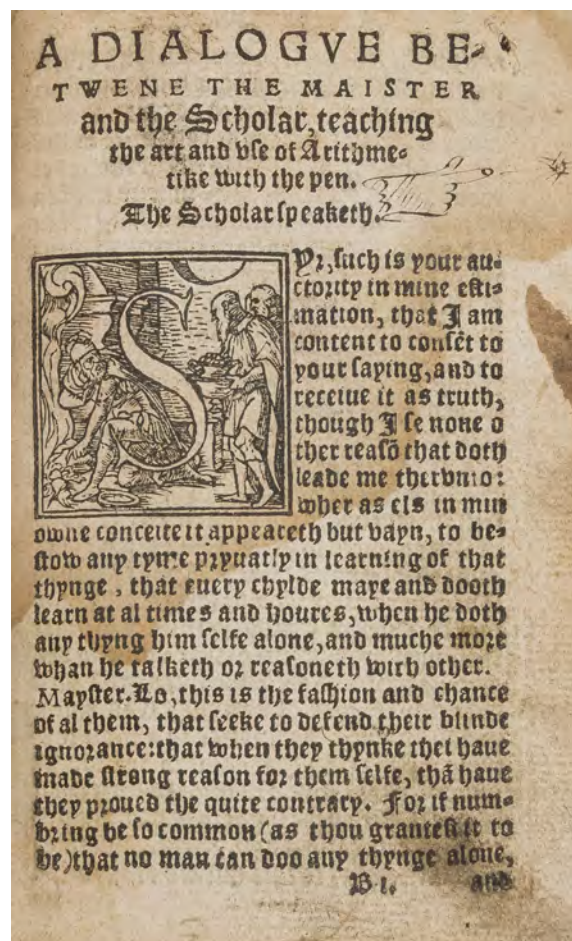 A DIALOGVE BE-
TWENE THE MAISTER
and the Scholar, teaching
the art and vse of Arithme-
tike with the pen.
The Scholar speaketh.
SYr, such is your au-
ctority in mine esti-
mation, that I am
content to consẽt to
your saying, and to
receiue it as truth,
though I se none o
ther reasõ that doth
leade me thervnto:
wher as els in min
owne conceite it appeareth but vayn, to be-
stow any tyme pryuatly in learning of that
thynge, that euery chylde maye and dooth
learn at al times and houres, when he doth
any thyng him selfe alone, and muche more
whan he talketh or reasoneth with other.
Mayster. Lo, this is the fashion and chance
of al them, that seeke to defend their blinde
ignorance: that when they thynke thei haue
made strong reason for them selfe, thã haue
they proued the quite contrary. For if num-
bring be so common (as thou grantest it to
be) that no man can doo any thynge alone,
B i. and